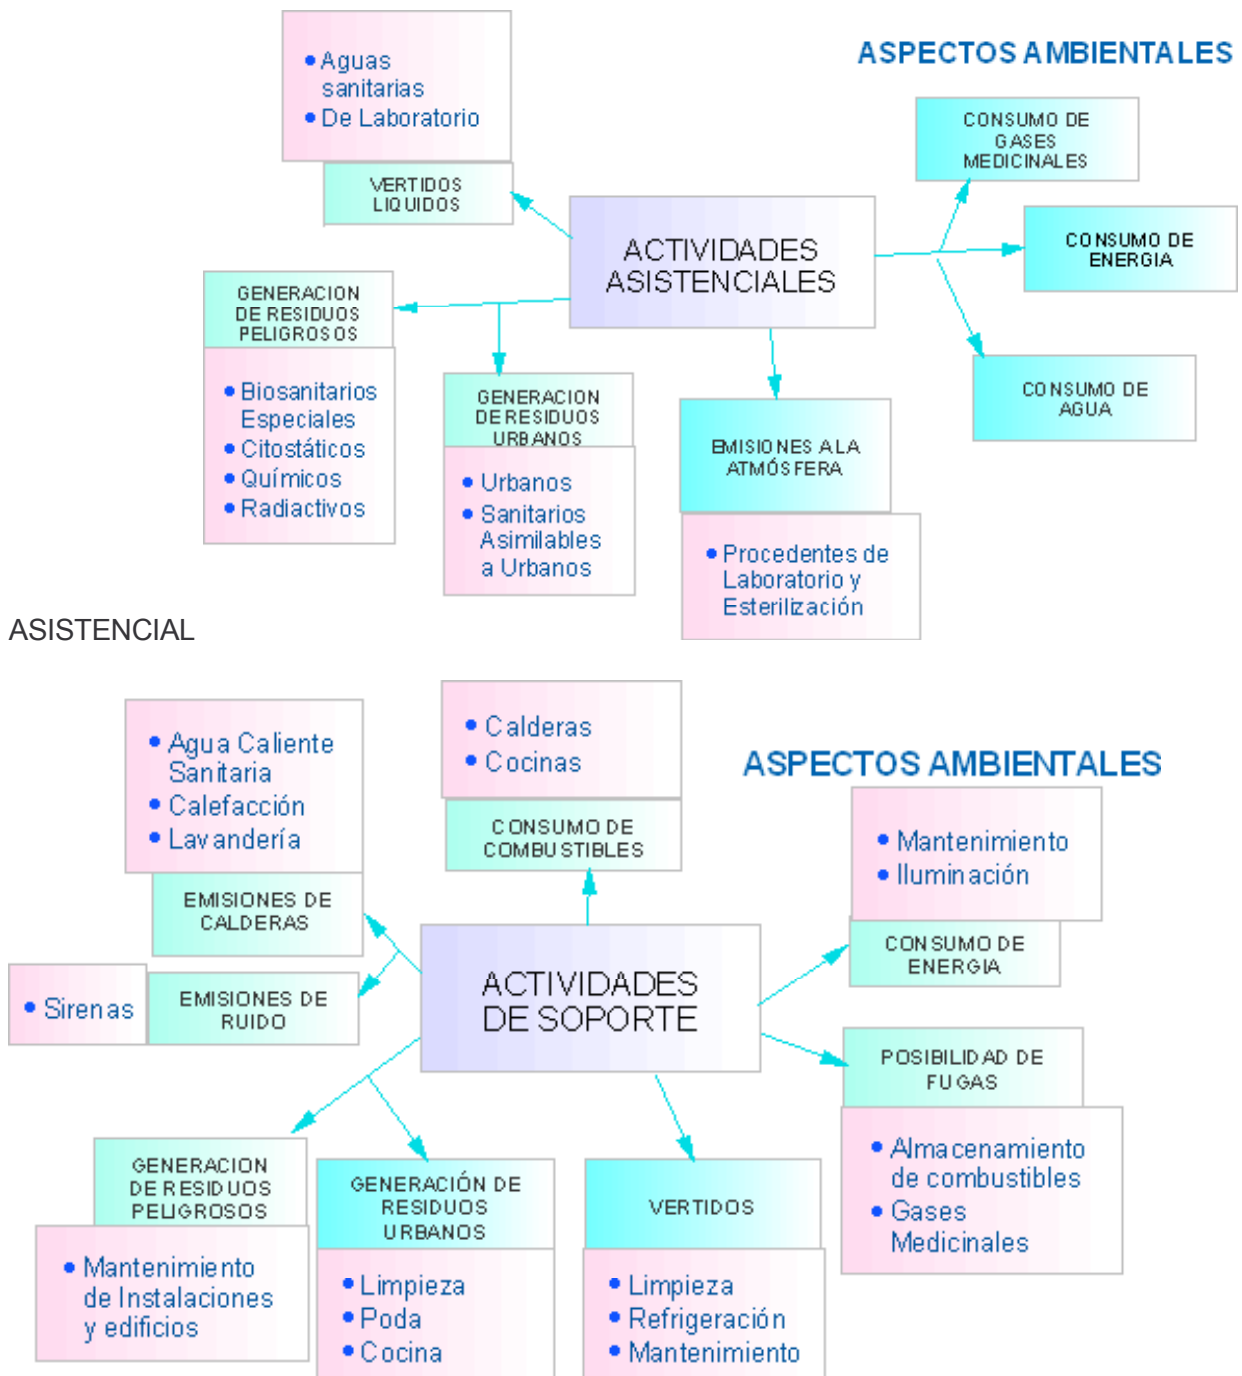 ASPECTOS AMBIENTALES
• Aguas
sanitarias
• De Laboratorio
VERTIDOS
LIQUIDOS
CONSUMO DE
GASES
MEDICINALES
ACTIVIDADES
ASISTENCIALES
CONSUMO DE
ENERGIA
CONSUMO DE
AGUA
GENERACION
DE RESIDUOS
PELIGROSOS
• Biosanitarios
Especiales
• Citostáticos
• Químicos
• Radiactivos
GENERACION
DE RESIDUOS
URBANOS
• Urbanos
• Sanitarios
Asimilables
a Urbanos
EMISIONES A LA
ATMÓSFERA
• Procedentes de
Laboratorio y
Esterilización
ASISTENCIAL
ASPECTOS AMBIENTALES
• Agua Caliente
Sanitaria
• Calefacción
• Lavandería
EMISIONES DE
CALDERAS
• Calderas
• Cocinas
CONSUMO DE
COMBUSTIBLES
• Mantenimiento
• Iluminación
CONSUMO DE
ENERGIA
• Sirenas
EMISIONES DE
RUIDO
ACTIVIDADES
DE SOPORTE
POSIBILIDAD DE
FUGAS
• Almacenamiento
de combustibles
• Gases
Medicinales
GENERACION
DE RESIDUOS
PELIGROSOS
• Mantenimiento
de Instalaciones
y edificios
GENERACIÓN DE
RESIDUOS
URBANOS
• Limpieza
• Poda
• Cocina
VERTIDOS
• Limpieza
• Refrigeración
• Mantenimiento